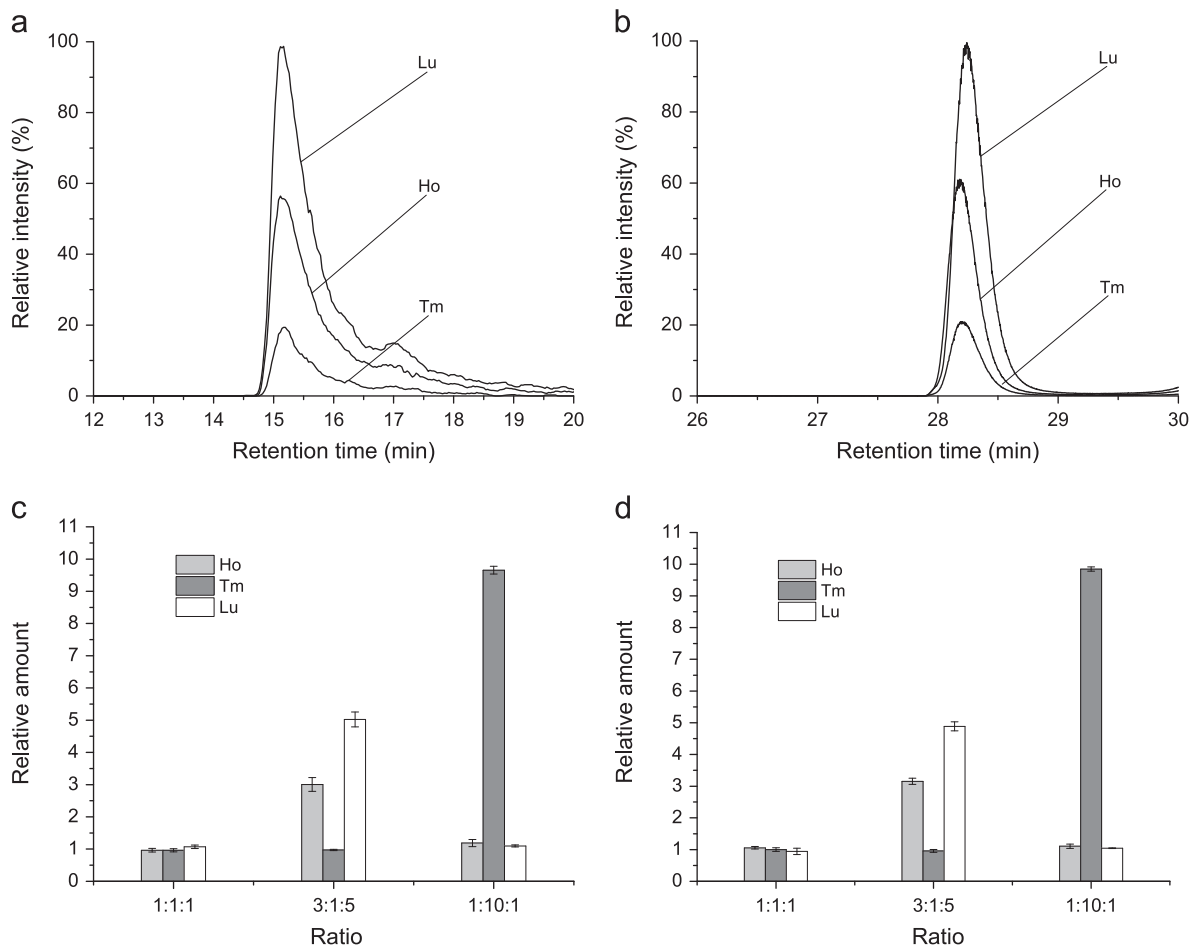 a
Relative intensity (%)
100
80
60
40
20
0
Lu
Ho
Tm
12 13 14 15 16 17 18 19 20
Retention time (min)
b
Relative intensity (%)
100
80
60
40
20
0
Lu
Ho
Tm
26 27 28 29 30
Retention time (min)
c
Relative amount
11
10
9
8
7
6
5
4
3
2
1
0
Ho
Tm
Lu
1:1:1 3:1:5 1:10:1
Ratio
d
Relative amount
11
10
9
8
7
6
5
4
3
2
1
0
Ho
Tm
Lu
1:1:1 3:1:5 1:10:1
Ratio